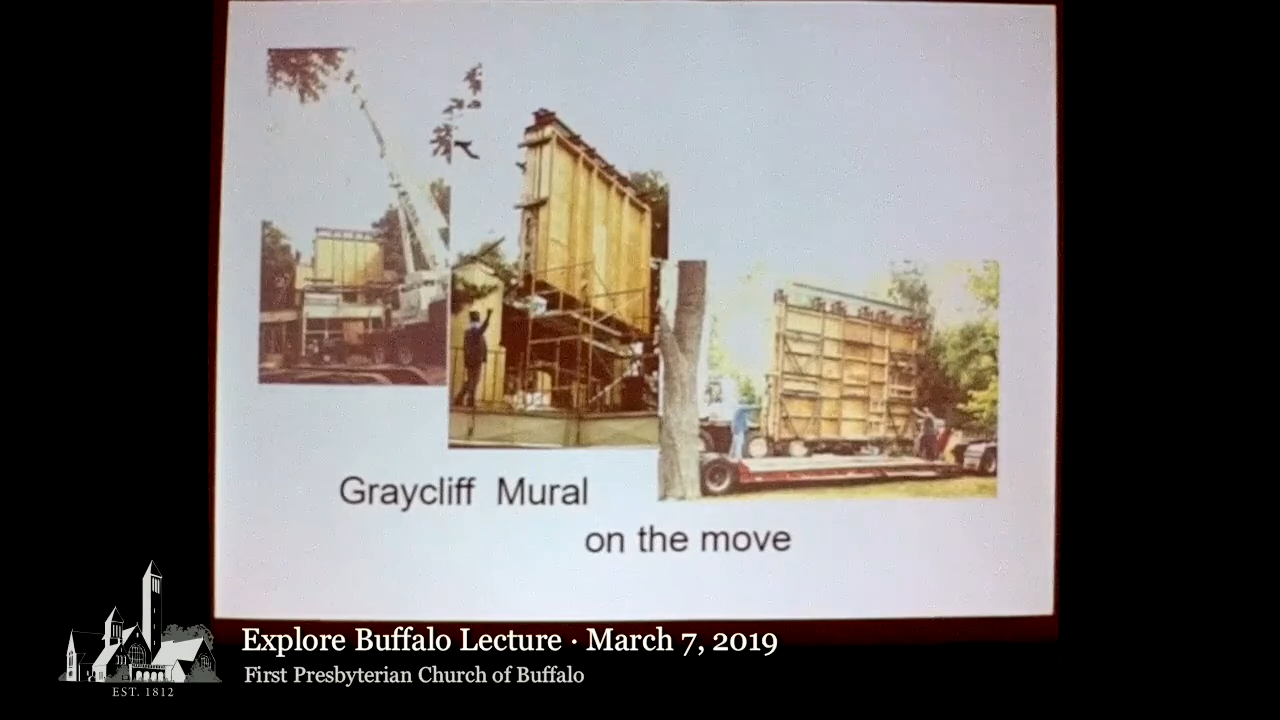 Graycliff Mural
on the move
Explore Buffalo Lecture · March 7, 2019
First Presbyterian Church of Buffalo
EST. 1812